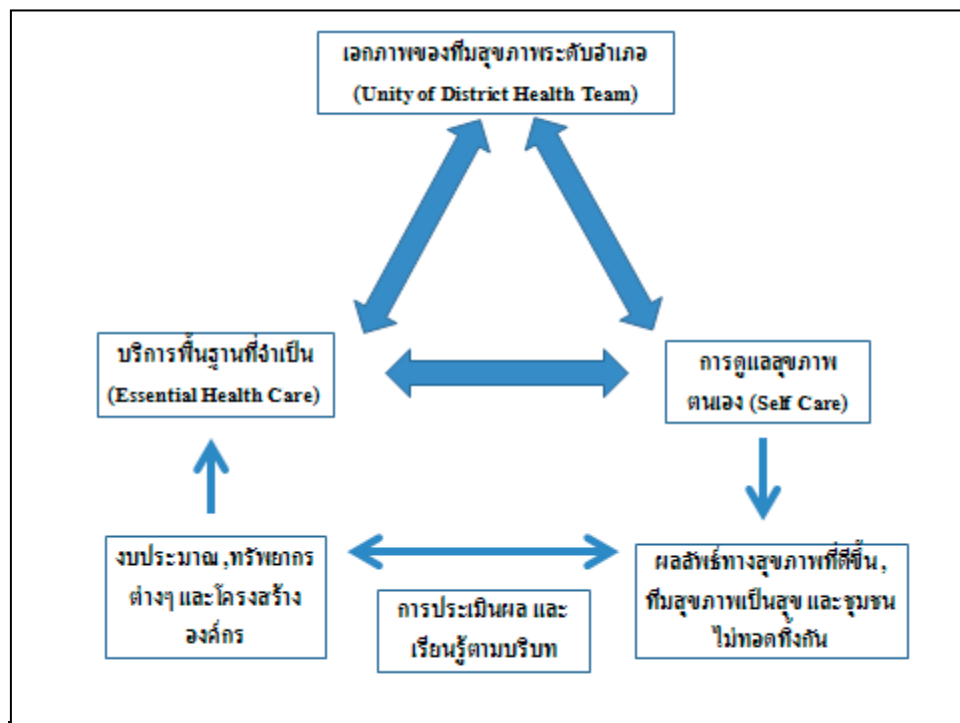 เอกภาพของทีมสุขภาพระดับอำเภอ
(Unity of District Health Team)
บริการพื้นฐานที่จำเป็น
(Essential Health Care)
การดูแลสุขภาพ
ตนเอง (Self Care)
งบประมาณ ,ทรัพยากร
ต่างๆ และโครงสร้าง
องค์กร
การประเมินผล และ
เรียนรู้ตามบริบท
ผลลัพธ์ทางสุขภาพที่ดีขึ้น ,
ทีมสุขภาพเป็นสุข และชุมชน
ไม่ทอดทิ้งกัน